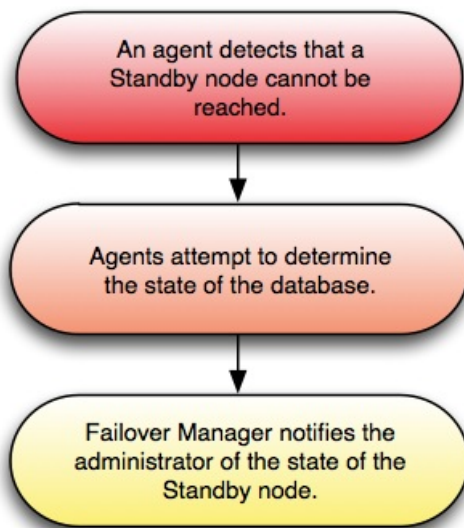 An agent detects that a
Standby node cannot be
reached.
Agents attempt to determine
the state of the database.
Failover Manager notifies the
administrator of the state of the
Standby node.